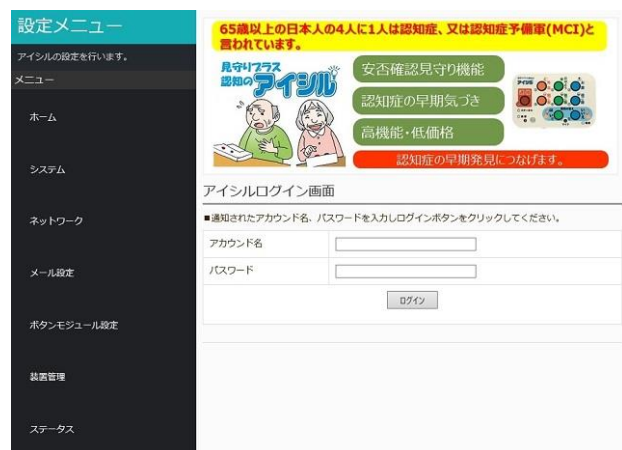 設定メニュー
アイシルの設定を行います。
メニュー
ホーム
システム
ネットワーク
メール設定
ボタンモジュール設定
装置管理
ステータス
65歳以上の日本人の4人に1人は認知症、又は認知症予備軍(MCI)と
言われています。
見守りプラス
認知のアイシル
安否確認見守り機能
認知症の早期気づき
高機能・低価格
認知症の早期発見につなげます。
アイシルログイン画面
■通知されたアカウンド名、パスワードを入力しログインボタンをクリックしてください。
アカウンド名
パスワード
ログイン